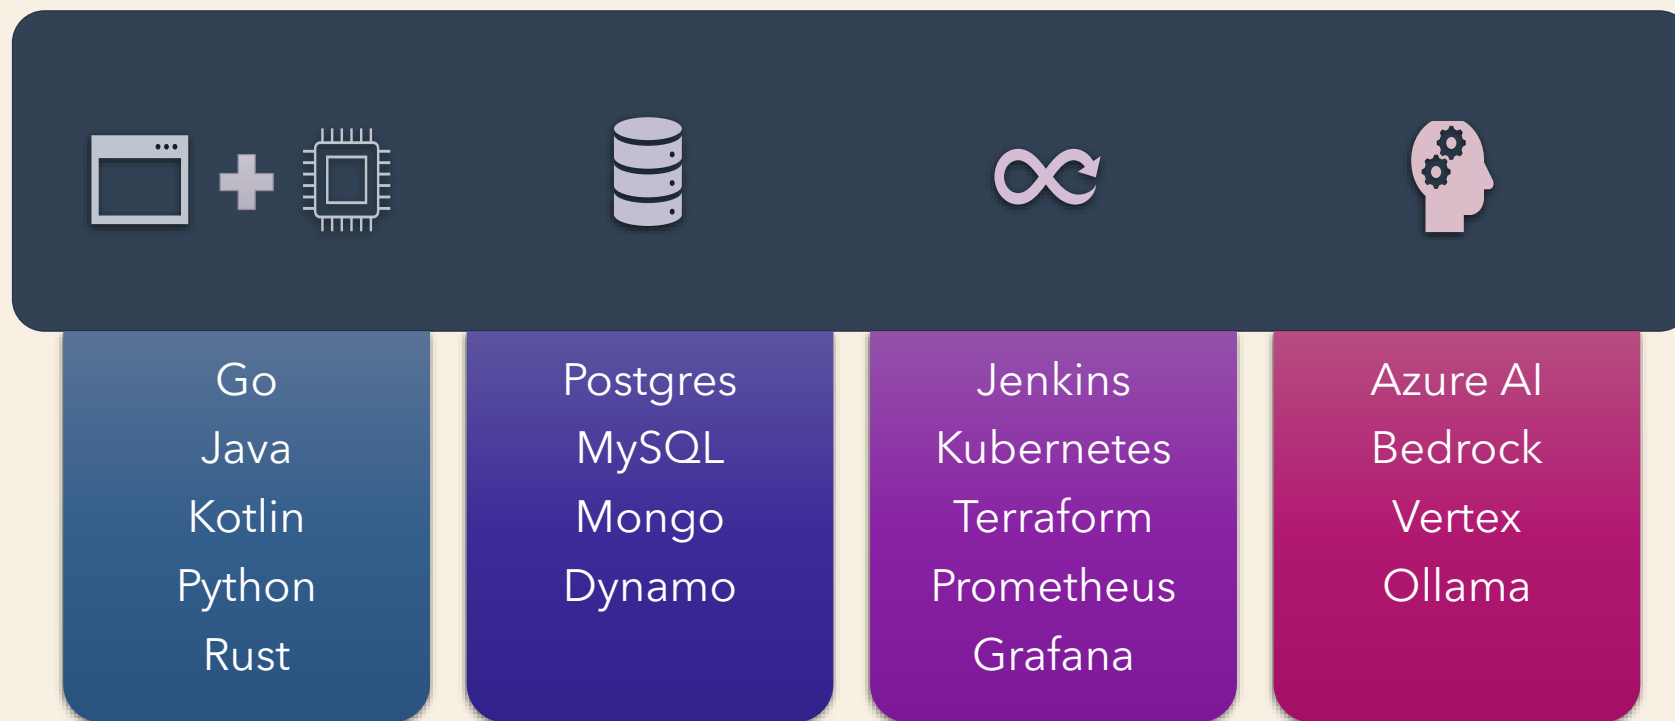 Go
Java
Kotlin
Python
Rust
Postgres
MySQL
Mongo
Dynamo
Jenkins
Kubernetes
Terraform
Prometheus
Grafana
Azure AI
Bedrock
Vertex
Ollama